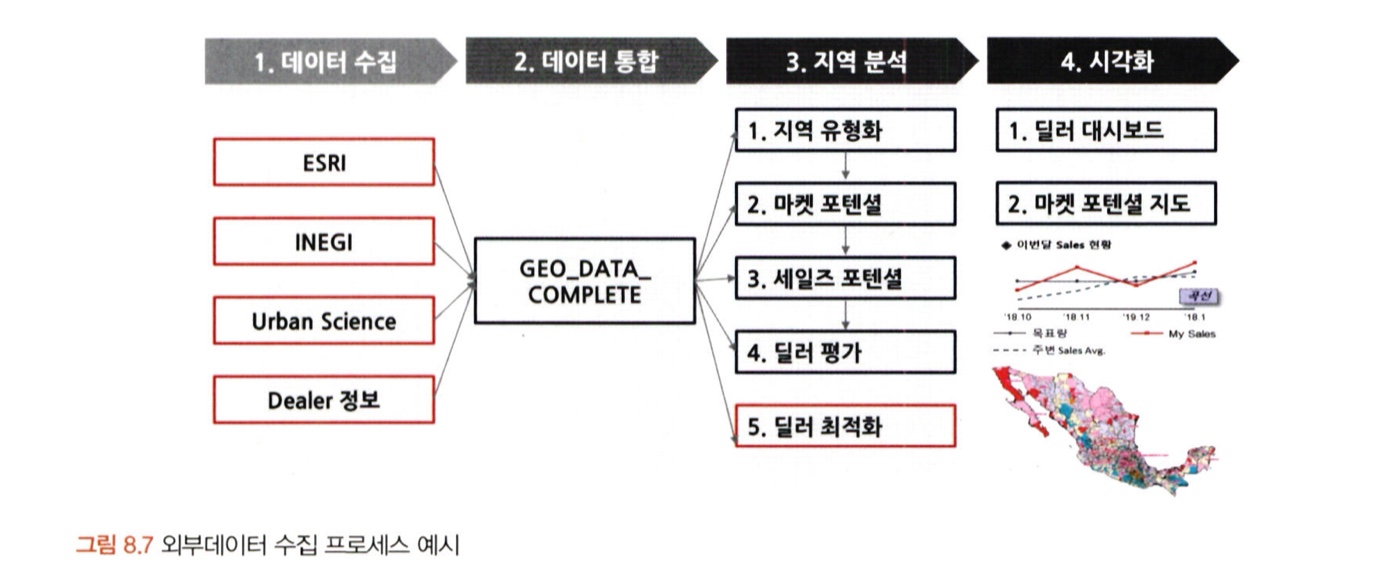 1. 데이터 수집
2. 데이터 통합
3. 지역 분석
4. 시각화
ESRI
INEGI
Urban Science
Dealer 정보
GEO_DATA_
COMPLETE
1. 지역 유형화
2. 마켓 포텐셜
3. 세일즈 포텐셜
4. 딜러 평가
5. 딜러 최적화
1. 딜러 대시보드
2. 마켓 포텐셜 지도
◆ 이번달 Sales 현황
곡선
'18.10 '18.11 '19.12 '18.1
목표량 My Sales
주변 Sales Avg.
그림 8.7 외부데이터 수집 프로세스 예시